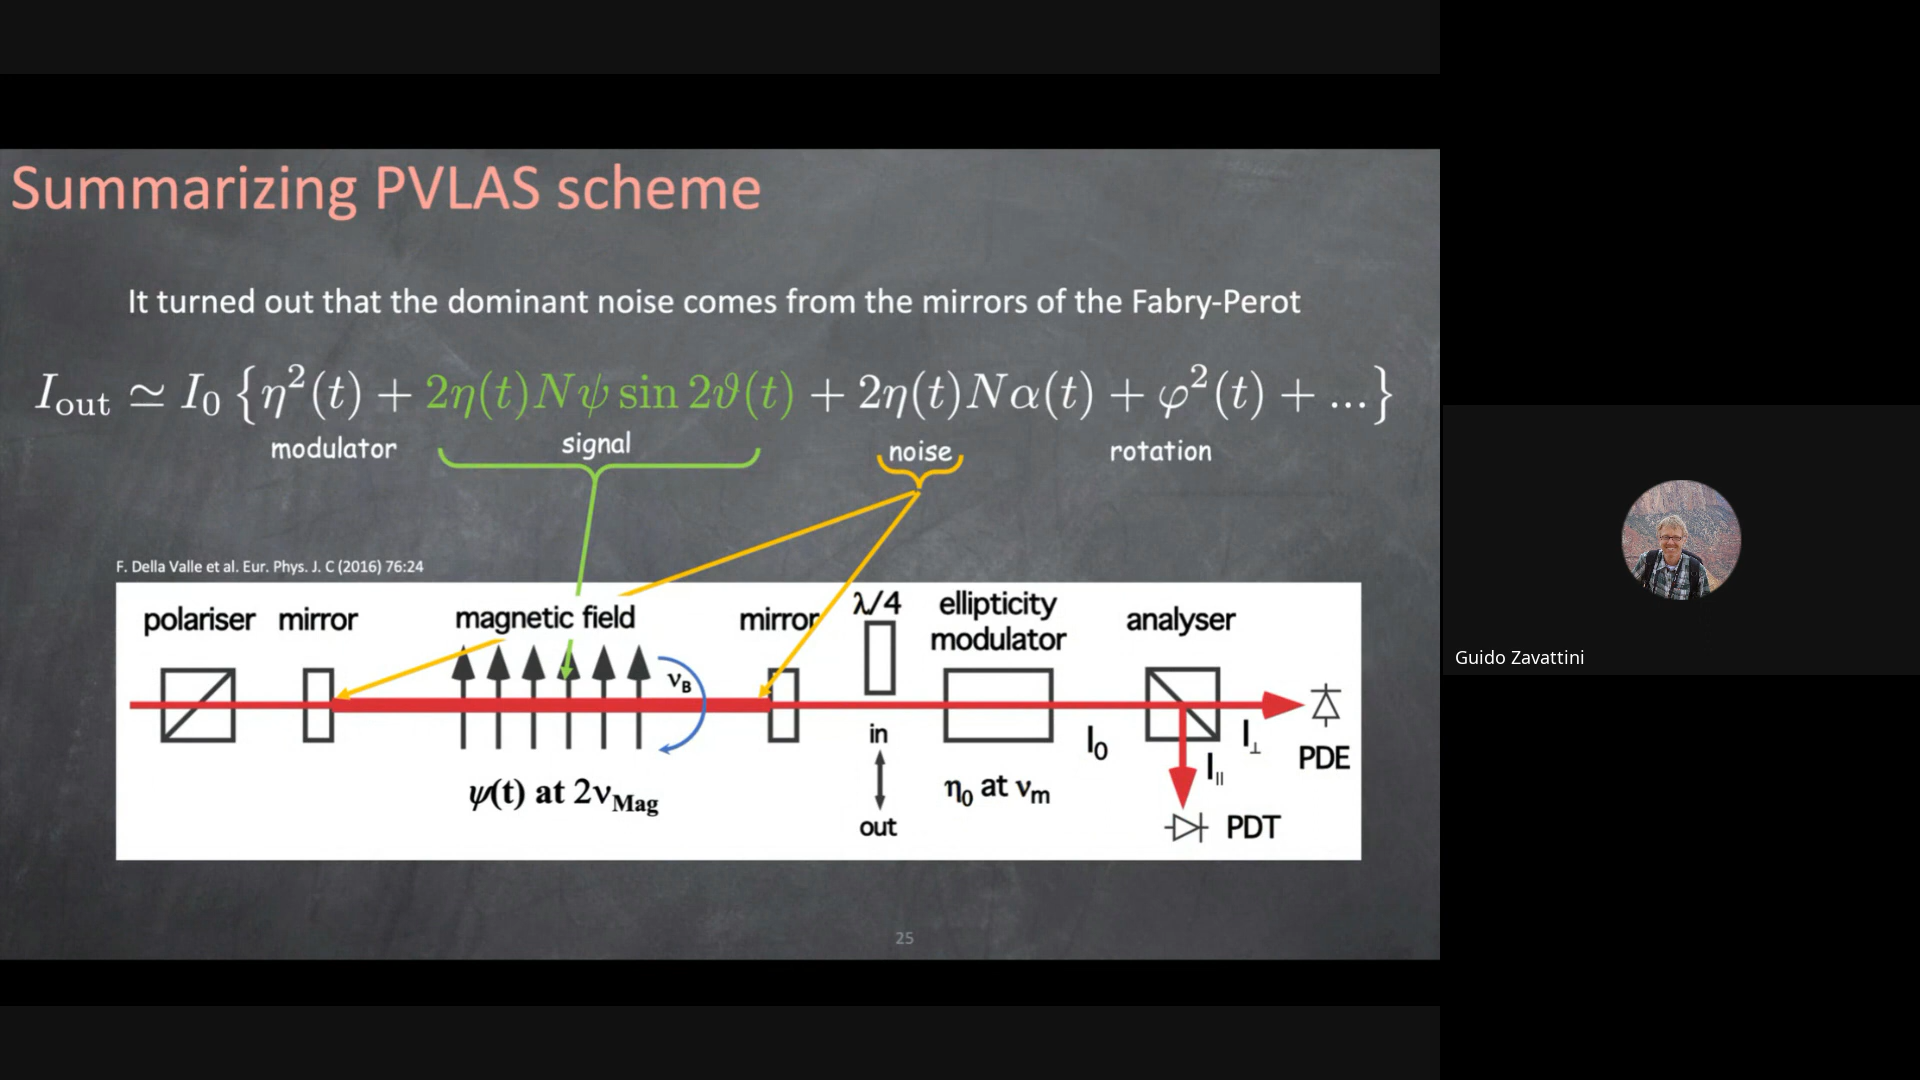 Summarizing PVLAS scheme
It turned out that the dominant noise comes from the mirrors of the Fabry-Perot
I_out ≃ I_0 {η²(t) + 2η(t)Nψ sin 2ϑ(t) + 2η(t)Nα(t) + φ²(t) + ...}
modulator signal noise rotation
F. Della Valle et al. Eur. Phys. J. C (2016) 76:24
polariser mirror magnetic field mirror λ/4 ellipticity modulator analyser
ν_B
in
out
ψ(t) at 2ν_Mag
η_0 at ν_m
I_0
I_⊥
I_||
PDE
PDT
25
Guido Zavattini